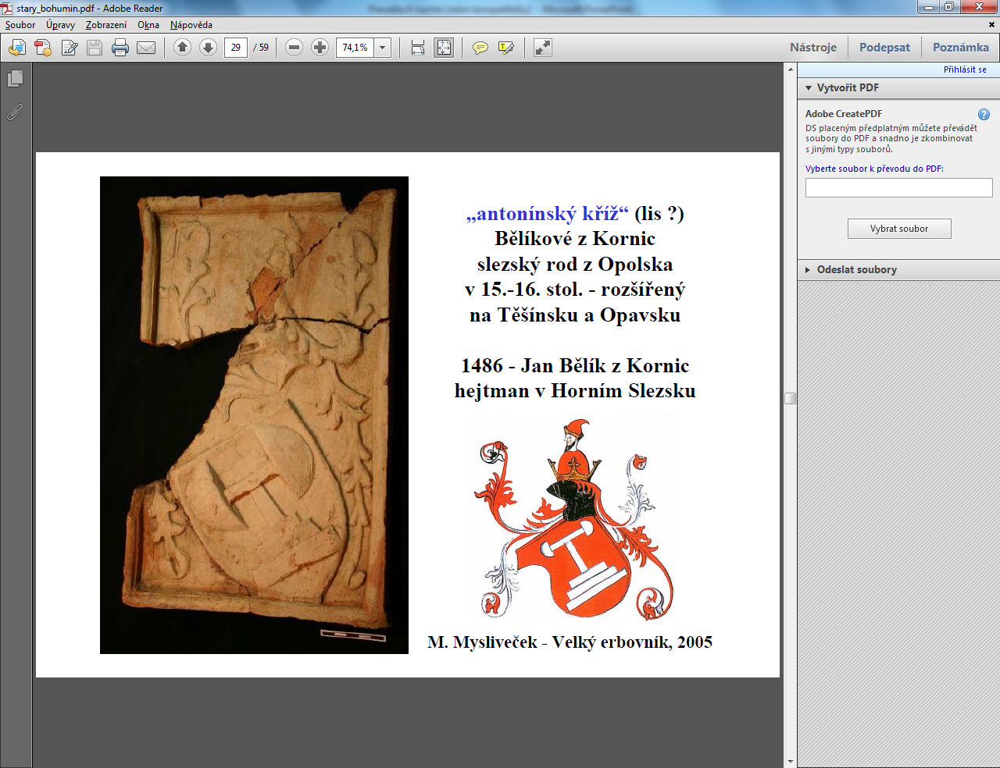 stary_bohumin.pdf - Adobe Reader
Soubor Úpravy Zobrazení Okna Nápověda
29 / 59 74,1% Nástroje Podepsat Poznámka
Přihlásit se
Vytvořit PDF
Adobe CreatePDF
DS placeným předplatným můžete převádět
soubory do PDF a snadno je zkombinovat
s jinými typy souborů.
Vyberte soubor k převodu do PDF:
Vybrat soubor
Odeslat soubory
„antonínský kříž“ (lis ?)
Bělíkové z Kornic
slezský rod z Opolska
v 15.-16. stol. - rozšířený
na Těšínsku a Opavsku
1486 - Jan Bělík z Kornic
hejtman v Horním Slezsku
M. Mysliveček - Velký erbovník, 2005